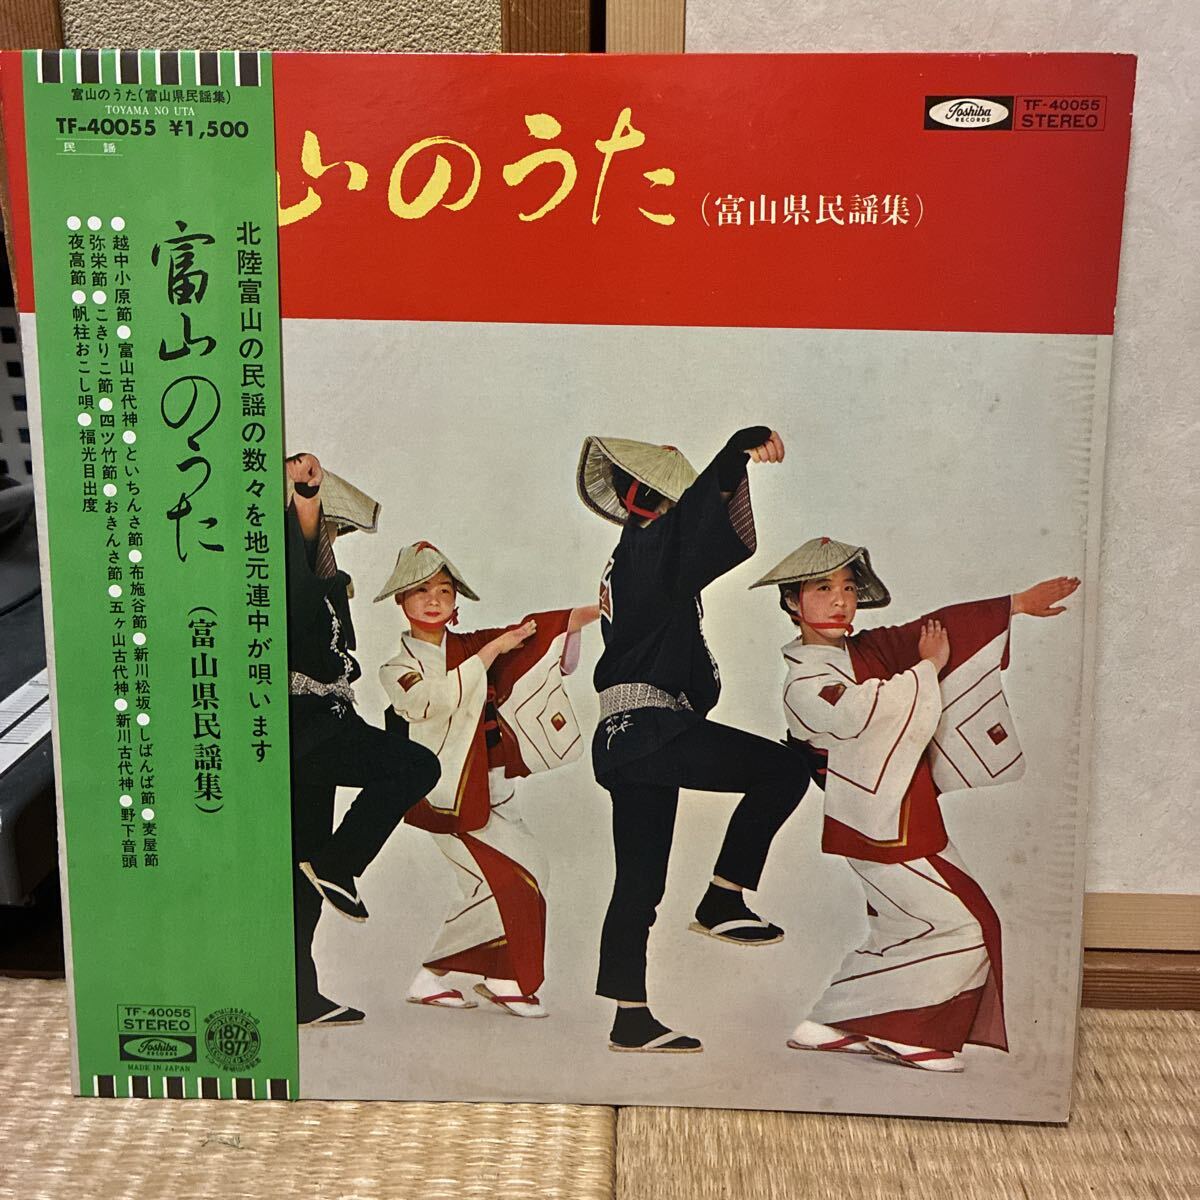 富山のうた(富山県民謡集)
TOYAMA NO UTA
TF-40055 ¥1,500
民謡
北陸富山の民謡の数々を地元連中が唄います
富山のうた(富山県民謡集)
●越中小原節●富山古代神●といちんさ節●布施谷節●新川松坂●しばんば節●麦屋節
●弥栄節●こきりこ節●四ツ竹節●おきんさ節●五ヶ山古代神●新川古代神●野下音頭
●夜高節●帆柱おこし唄●福光目出度
TF-40055
STEREO
Toshiba
RECORDS
MADE IN JAPAN
1877
1977
山のうた(富山県民謡集)
Toshiba
RECORDS
TF-40055
STEREO